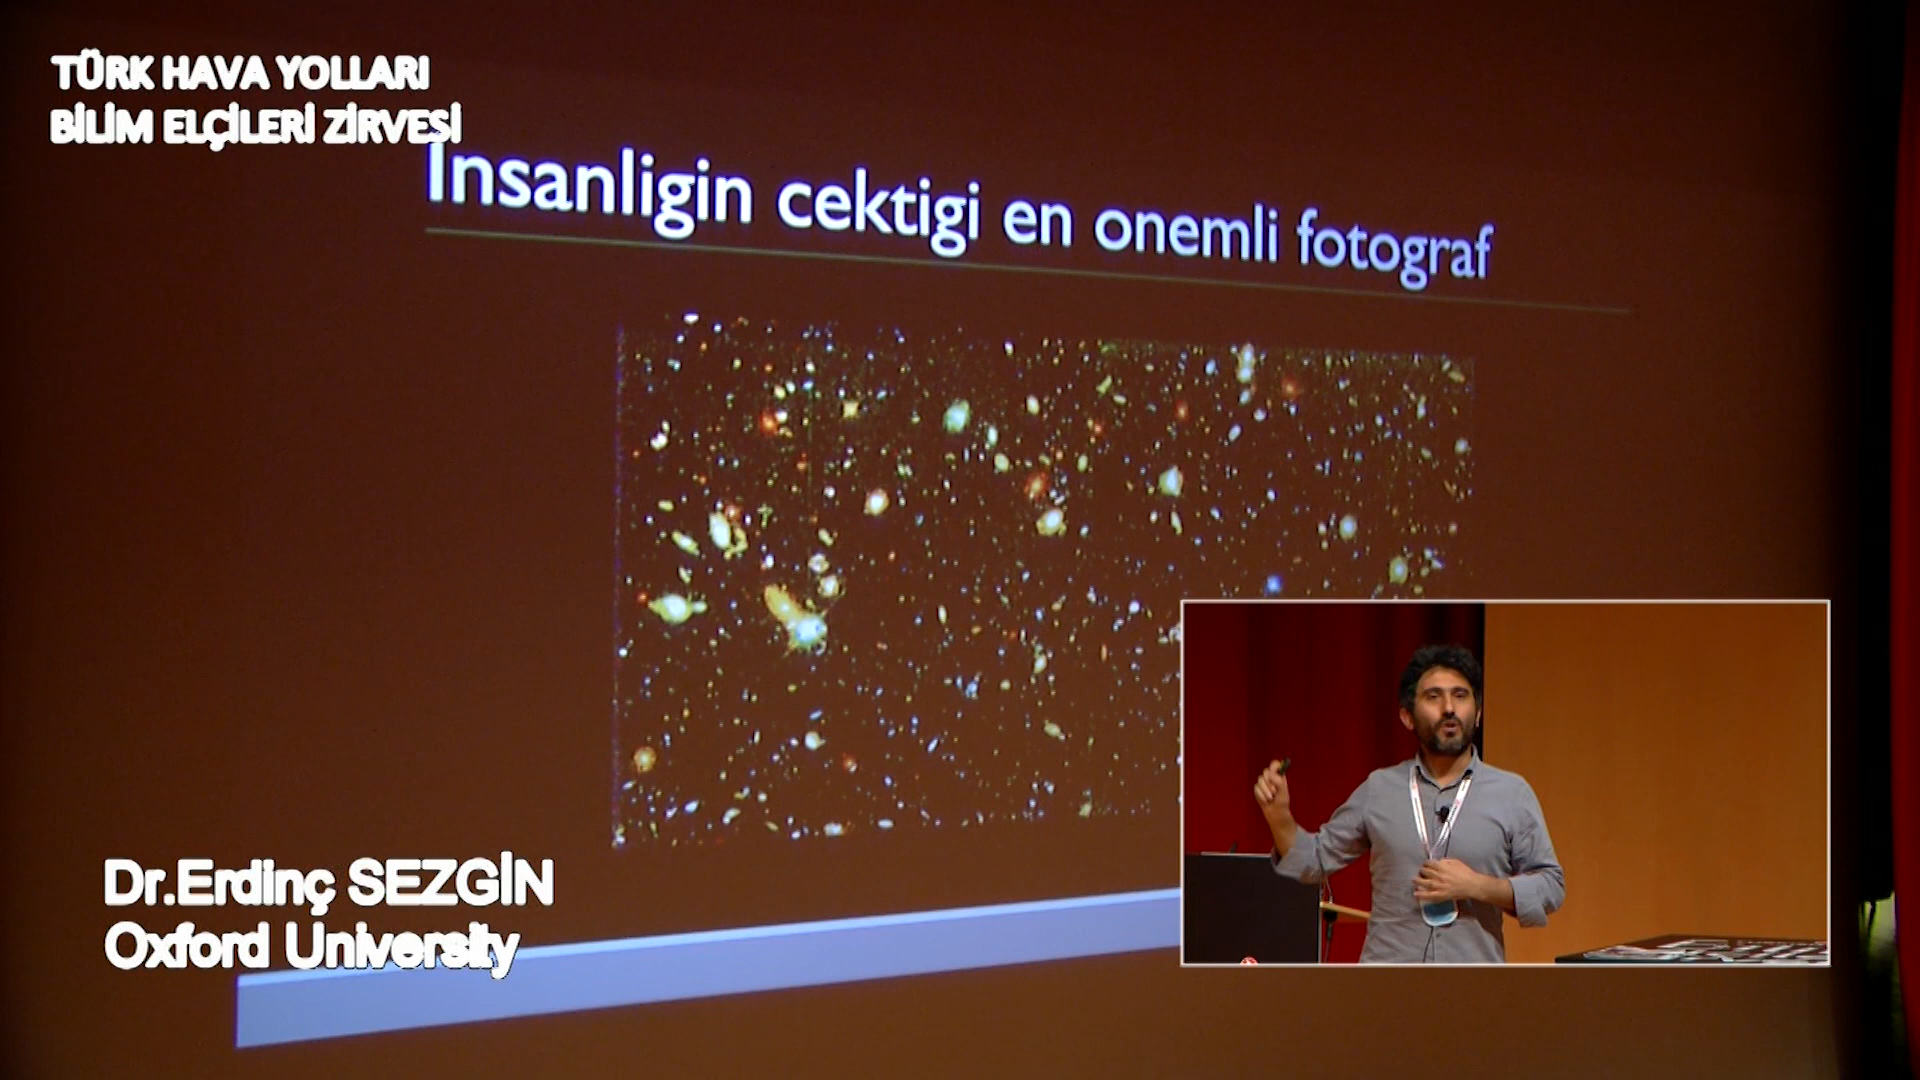 TÜRK HAVA YOLLARI
BİLİM ELÇİLERİ ZİRVESİ
Insanligin cektigi en onemli fotograf
Dr.Erdinç SEZGİN
Oxford University